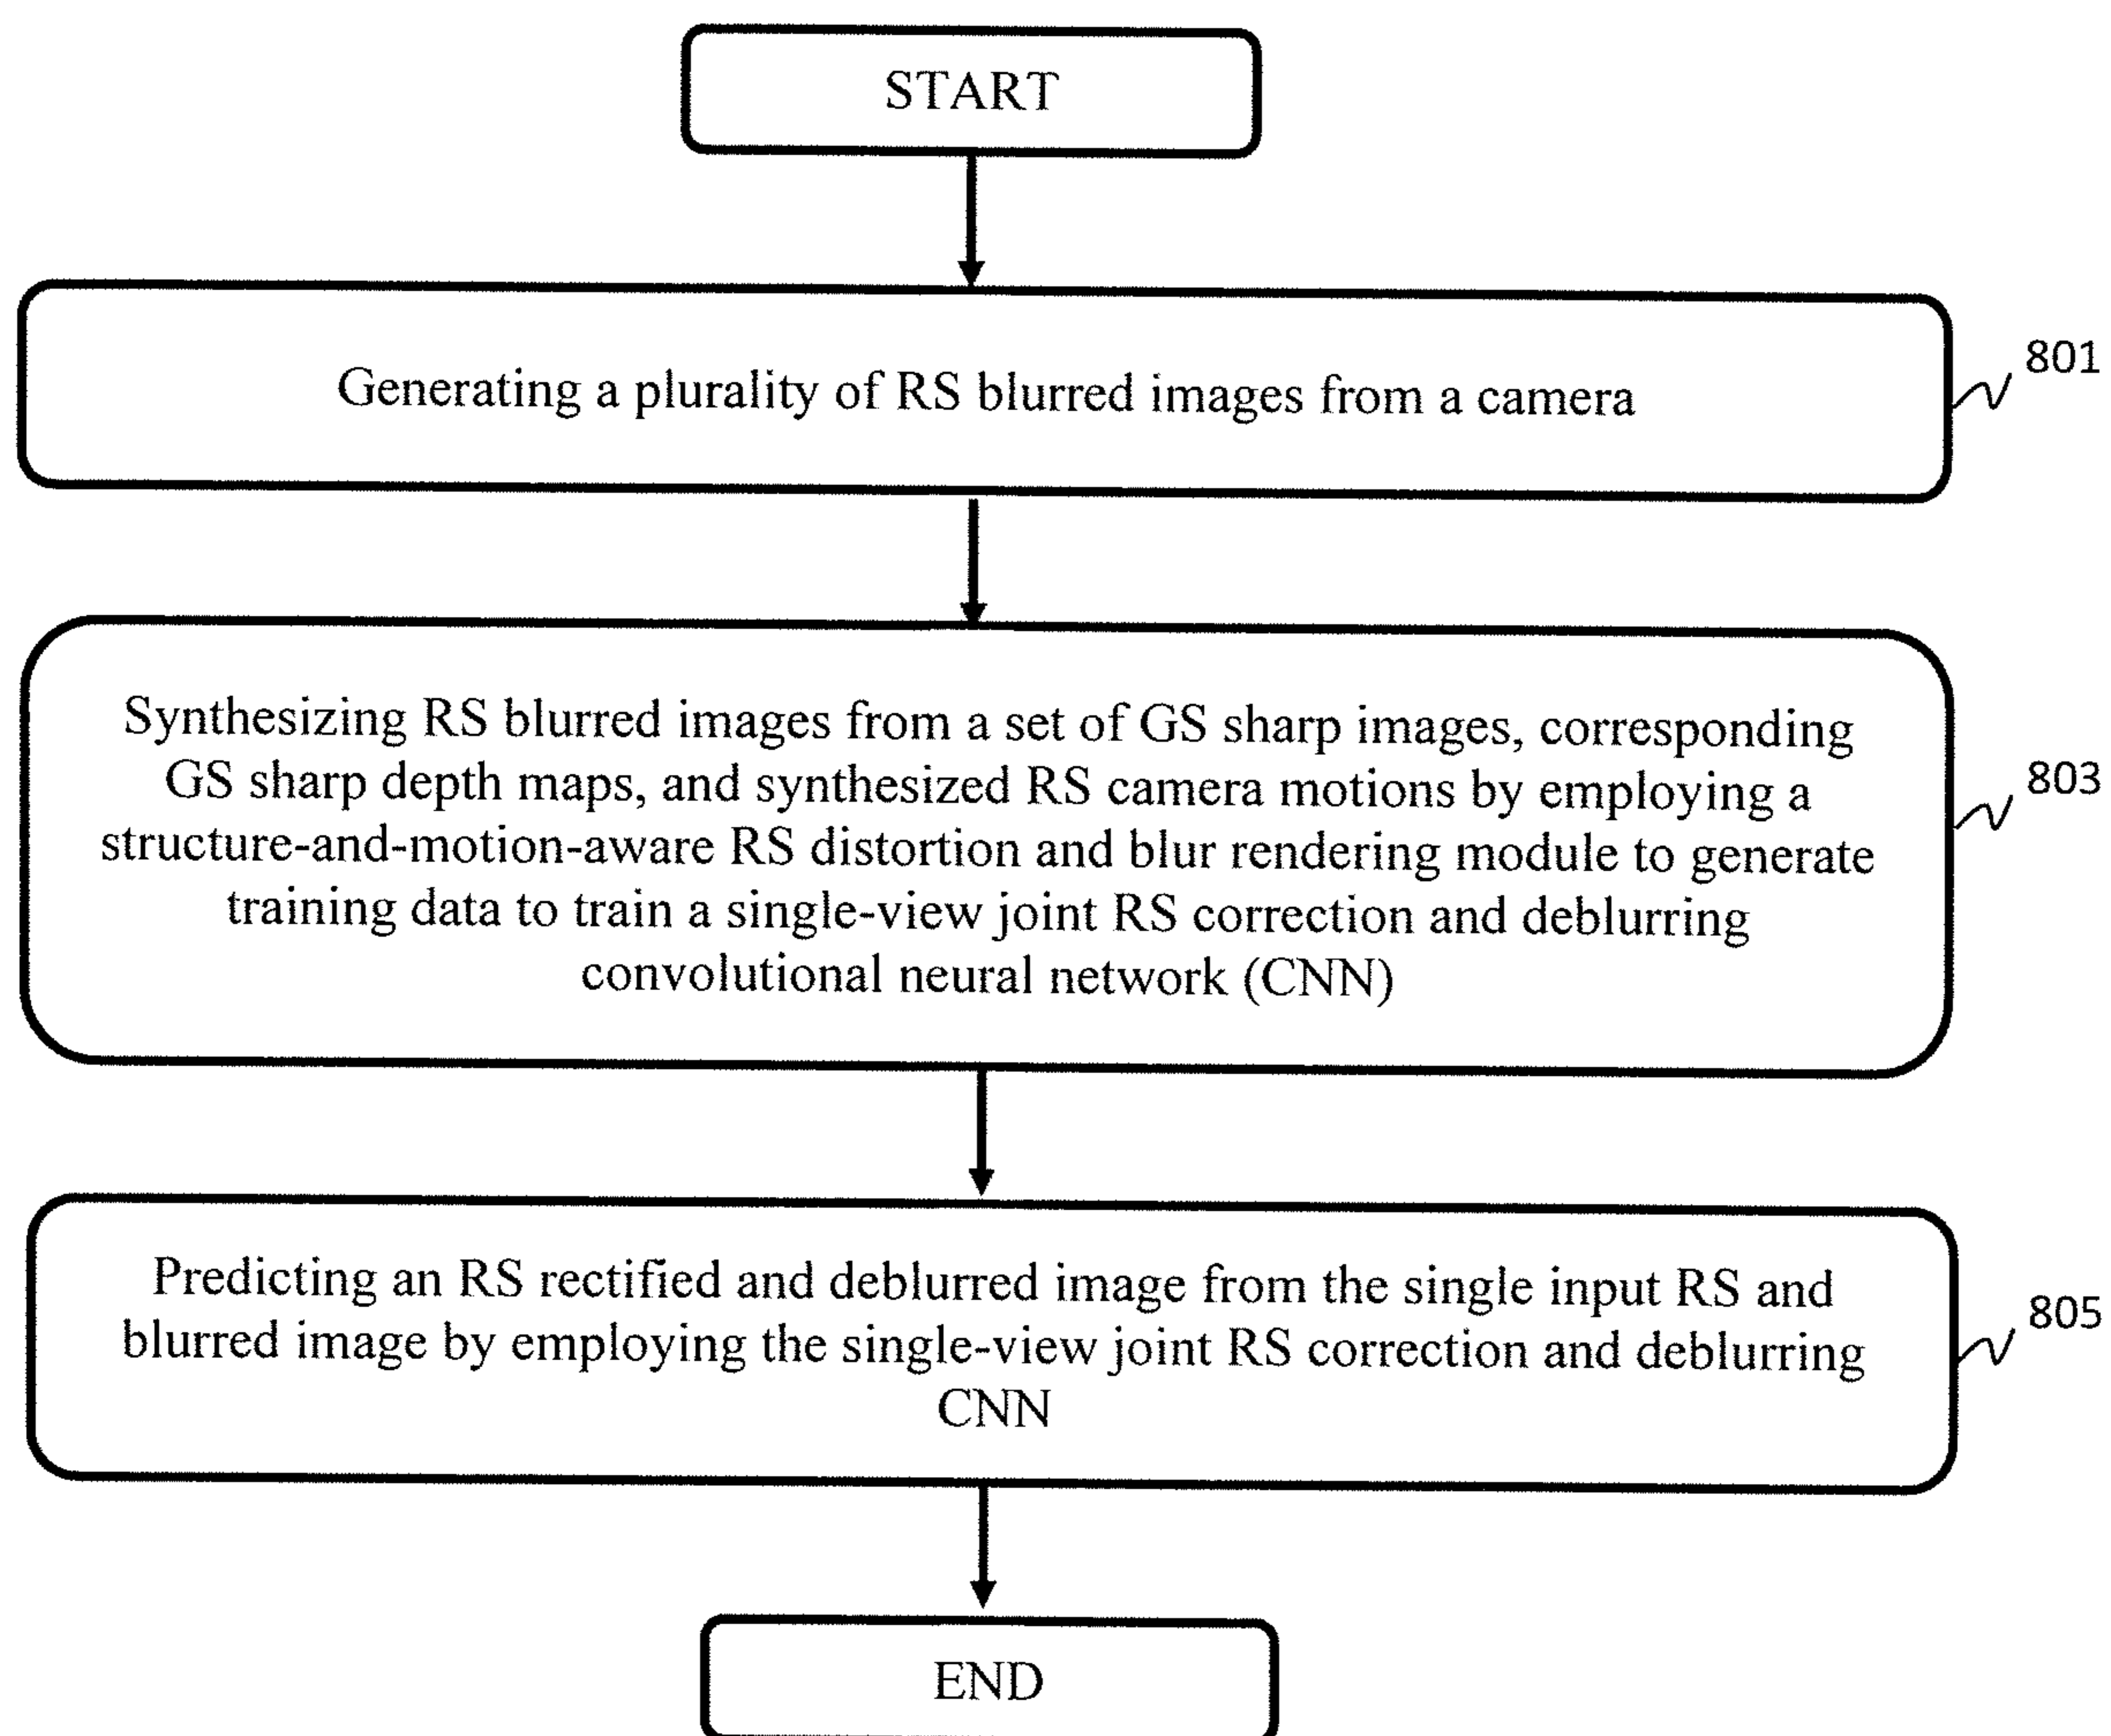 START
Generating a plurality of RS blurred images from a camera
801
Synthesizing RS blurred images from a set of GS sharp images, corresponding
GS sharp depth maps, and synthesized RS camera motions by employing a
structure-and-motion-aware RS distortion and blur rendering module to generate
training data to train a single-view joint RS correction and deblurring
convolutional neural network (CNN)
803
Predicting an RS rectified and deblurred image from the single input RS and
blurred image by employing the single-view joint RS correction and deblurring
CNN
805
END